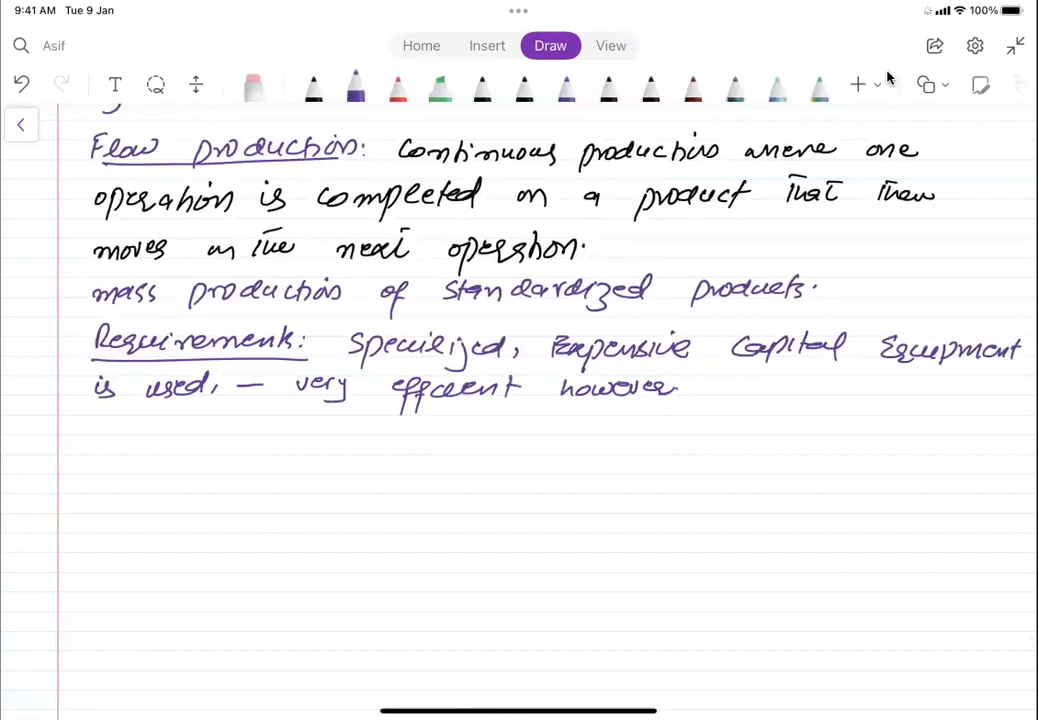 9:41 AM Tue 9 Jan
100%
Asif
Home Insert Draw View
Flow production: Continuous production where one
operation is completed on a product that then
moves on the next operation.
mass production of standardized products.
Requirements: Specilized, Expensive Capital Equipment
is used, — very efficent however